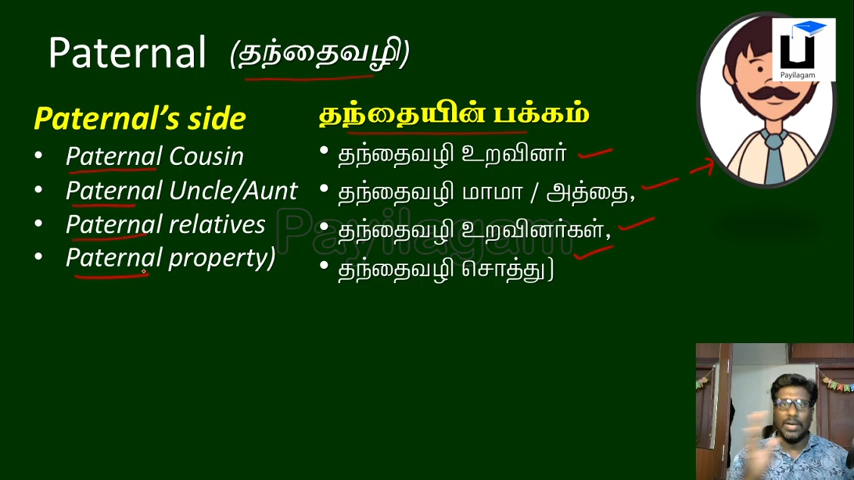 Paternal (தந்தைவழி)
Payilagam
Paternal's side
• Paternal Cousin
• Paternal Uncle/Aunt
• Paternal relatives
• Paternal property)
தந்தையின் பக்கம்
• தந்தைவழி உறவினர்
• தந்தைவழி மாமா / அத்தை,
• தந்தைவழி உறவினர்கள்,
• தந்தைவழி சொத்து)
Payilagam